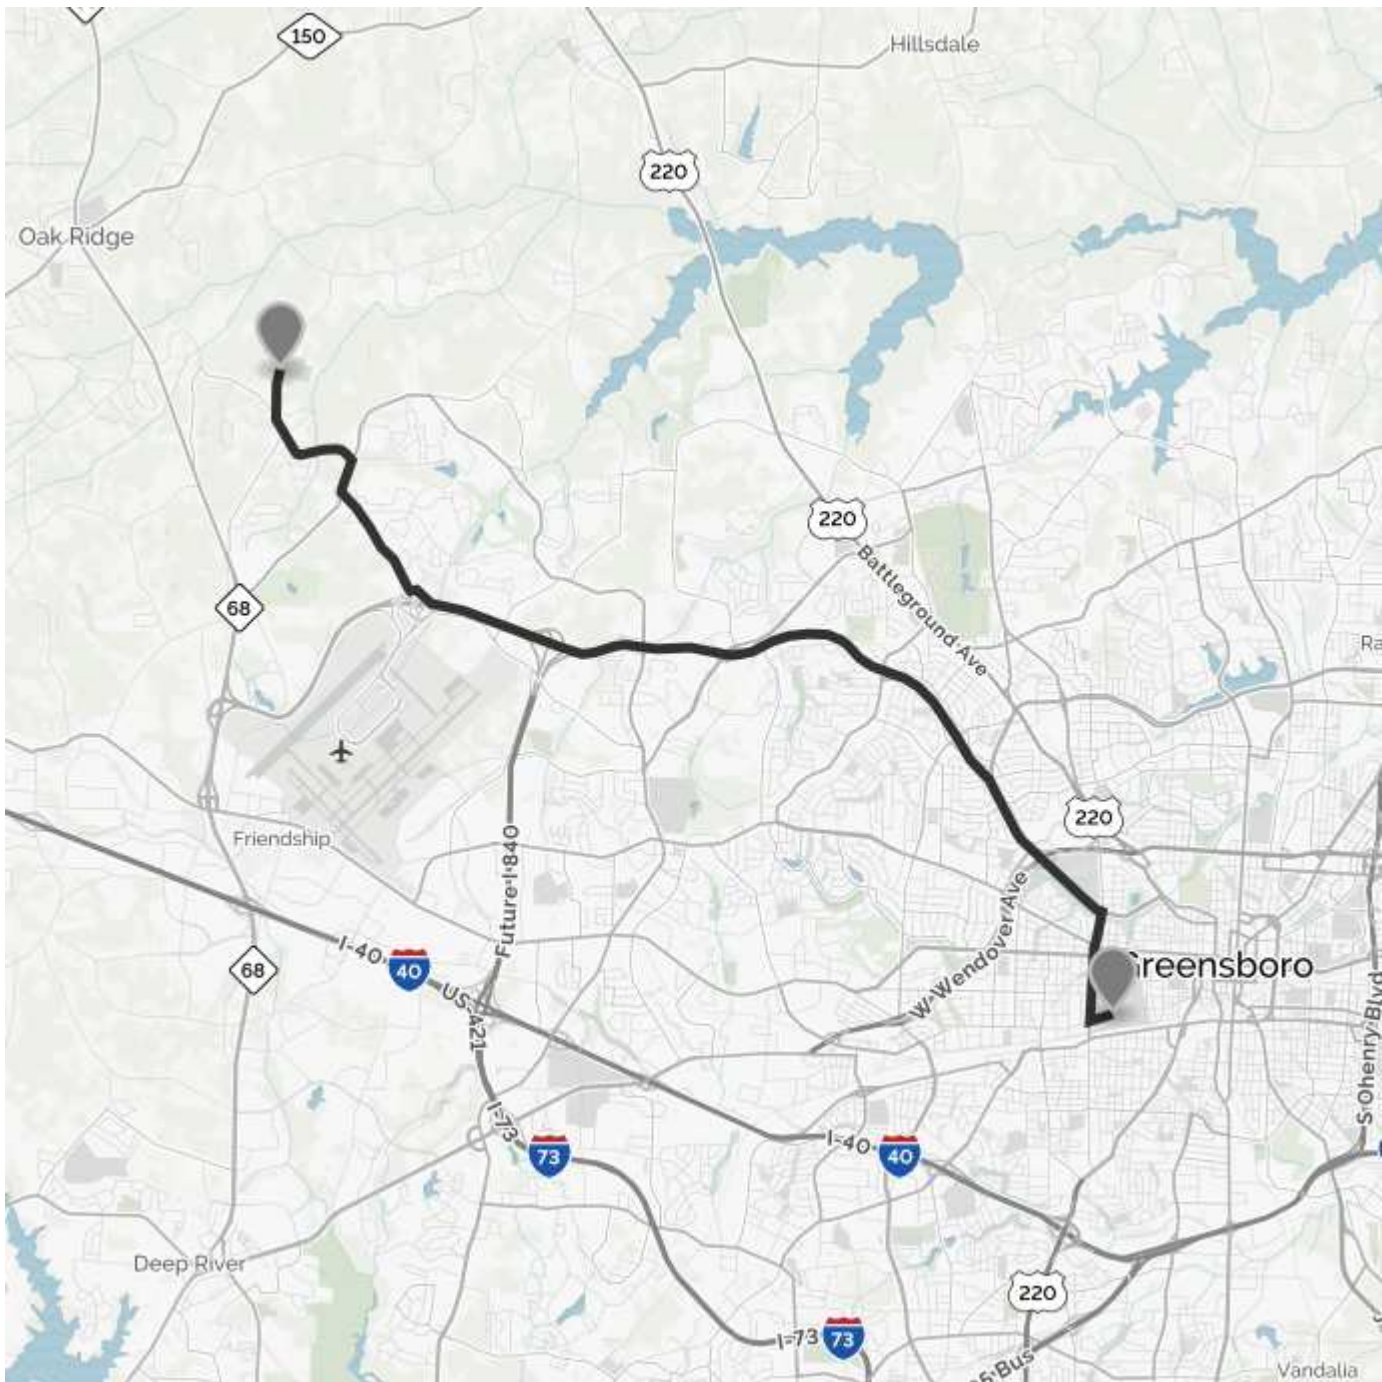 150
Hillsdale
220
Oak Ridge
220
Battleground Ave
68
Ra
220
Friendship
Future I 840
W Wendover Ave
I-40
40
68
Greensboro
US-421
S Ohenry Blvd
I-73
73
I-40
40
Deep River
220
I-73
73
Bus
Vandalia